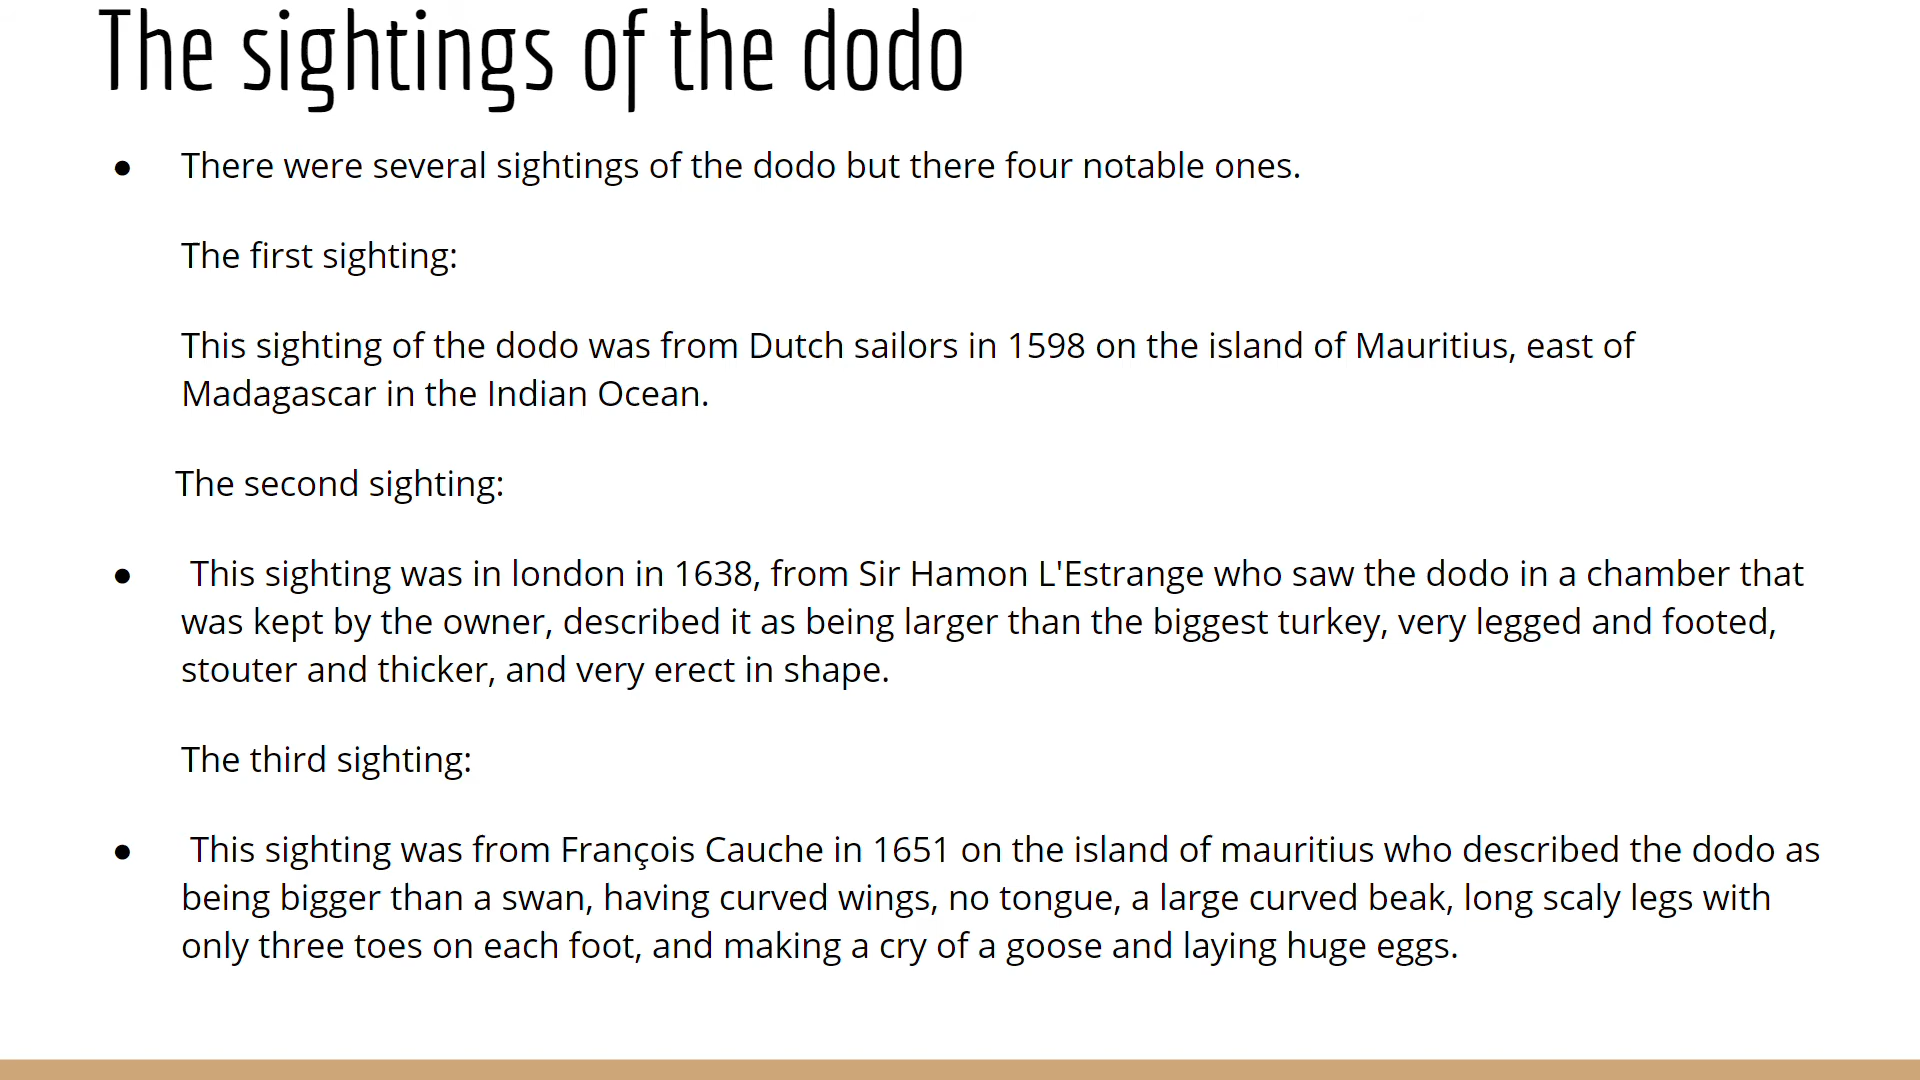 The sightings of the dodo
● There were several sightings of the dodo but there four notable ones.
The first sighting:
This sighting of the dodo was from Dutch sailors in 1598 on the island of Mauritius, east of
Madagascar in the Indian Ocean.
The second sighting:
● This sighting was in london in 1638, from Sir Hamon L'Estrange who saw the dodo in a chamber that
was kept by the owner, described it as being larger than the biggest turkey, very legged and footed,
stouter and thicker, and very erect in shape.
The third sighting:
● This sighting was from François Cauche in 1651 on the island of mauritius who described the dodo as
being bigger than a swan, having curved wings, no tongue, a large curved beak, long scaly legs with
only three toes on each foot, and making a cry of a goose and laying huge eggs.